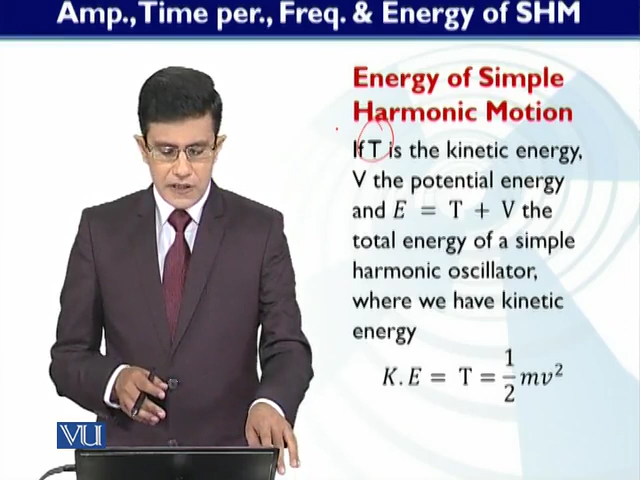 Amp., Time per., Freq. & Energy of SHM
Energy of Simple
Harmonic Motion
If T is the kinetic energy,
V the potential energy
and E = T + V the
total energy of a simple
harmonic oscillator,
where we have kinetic
energy
K.E = T = 1/2 mv²
VU